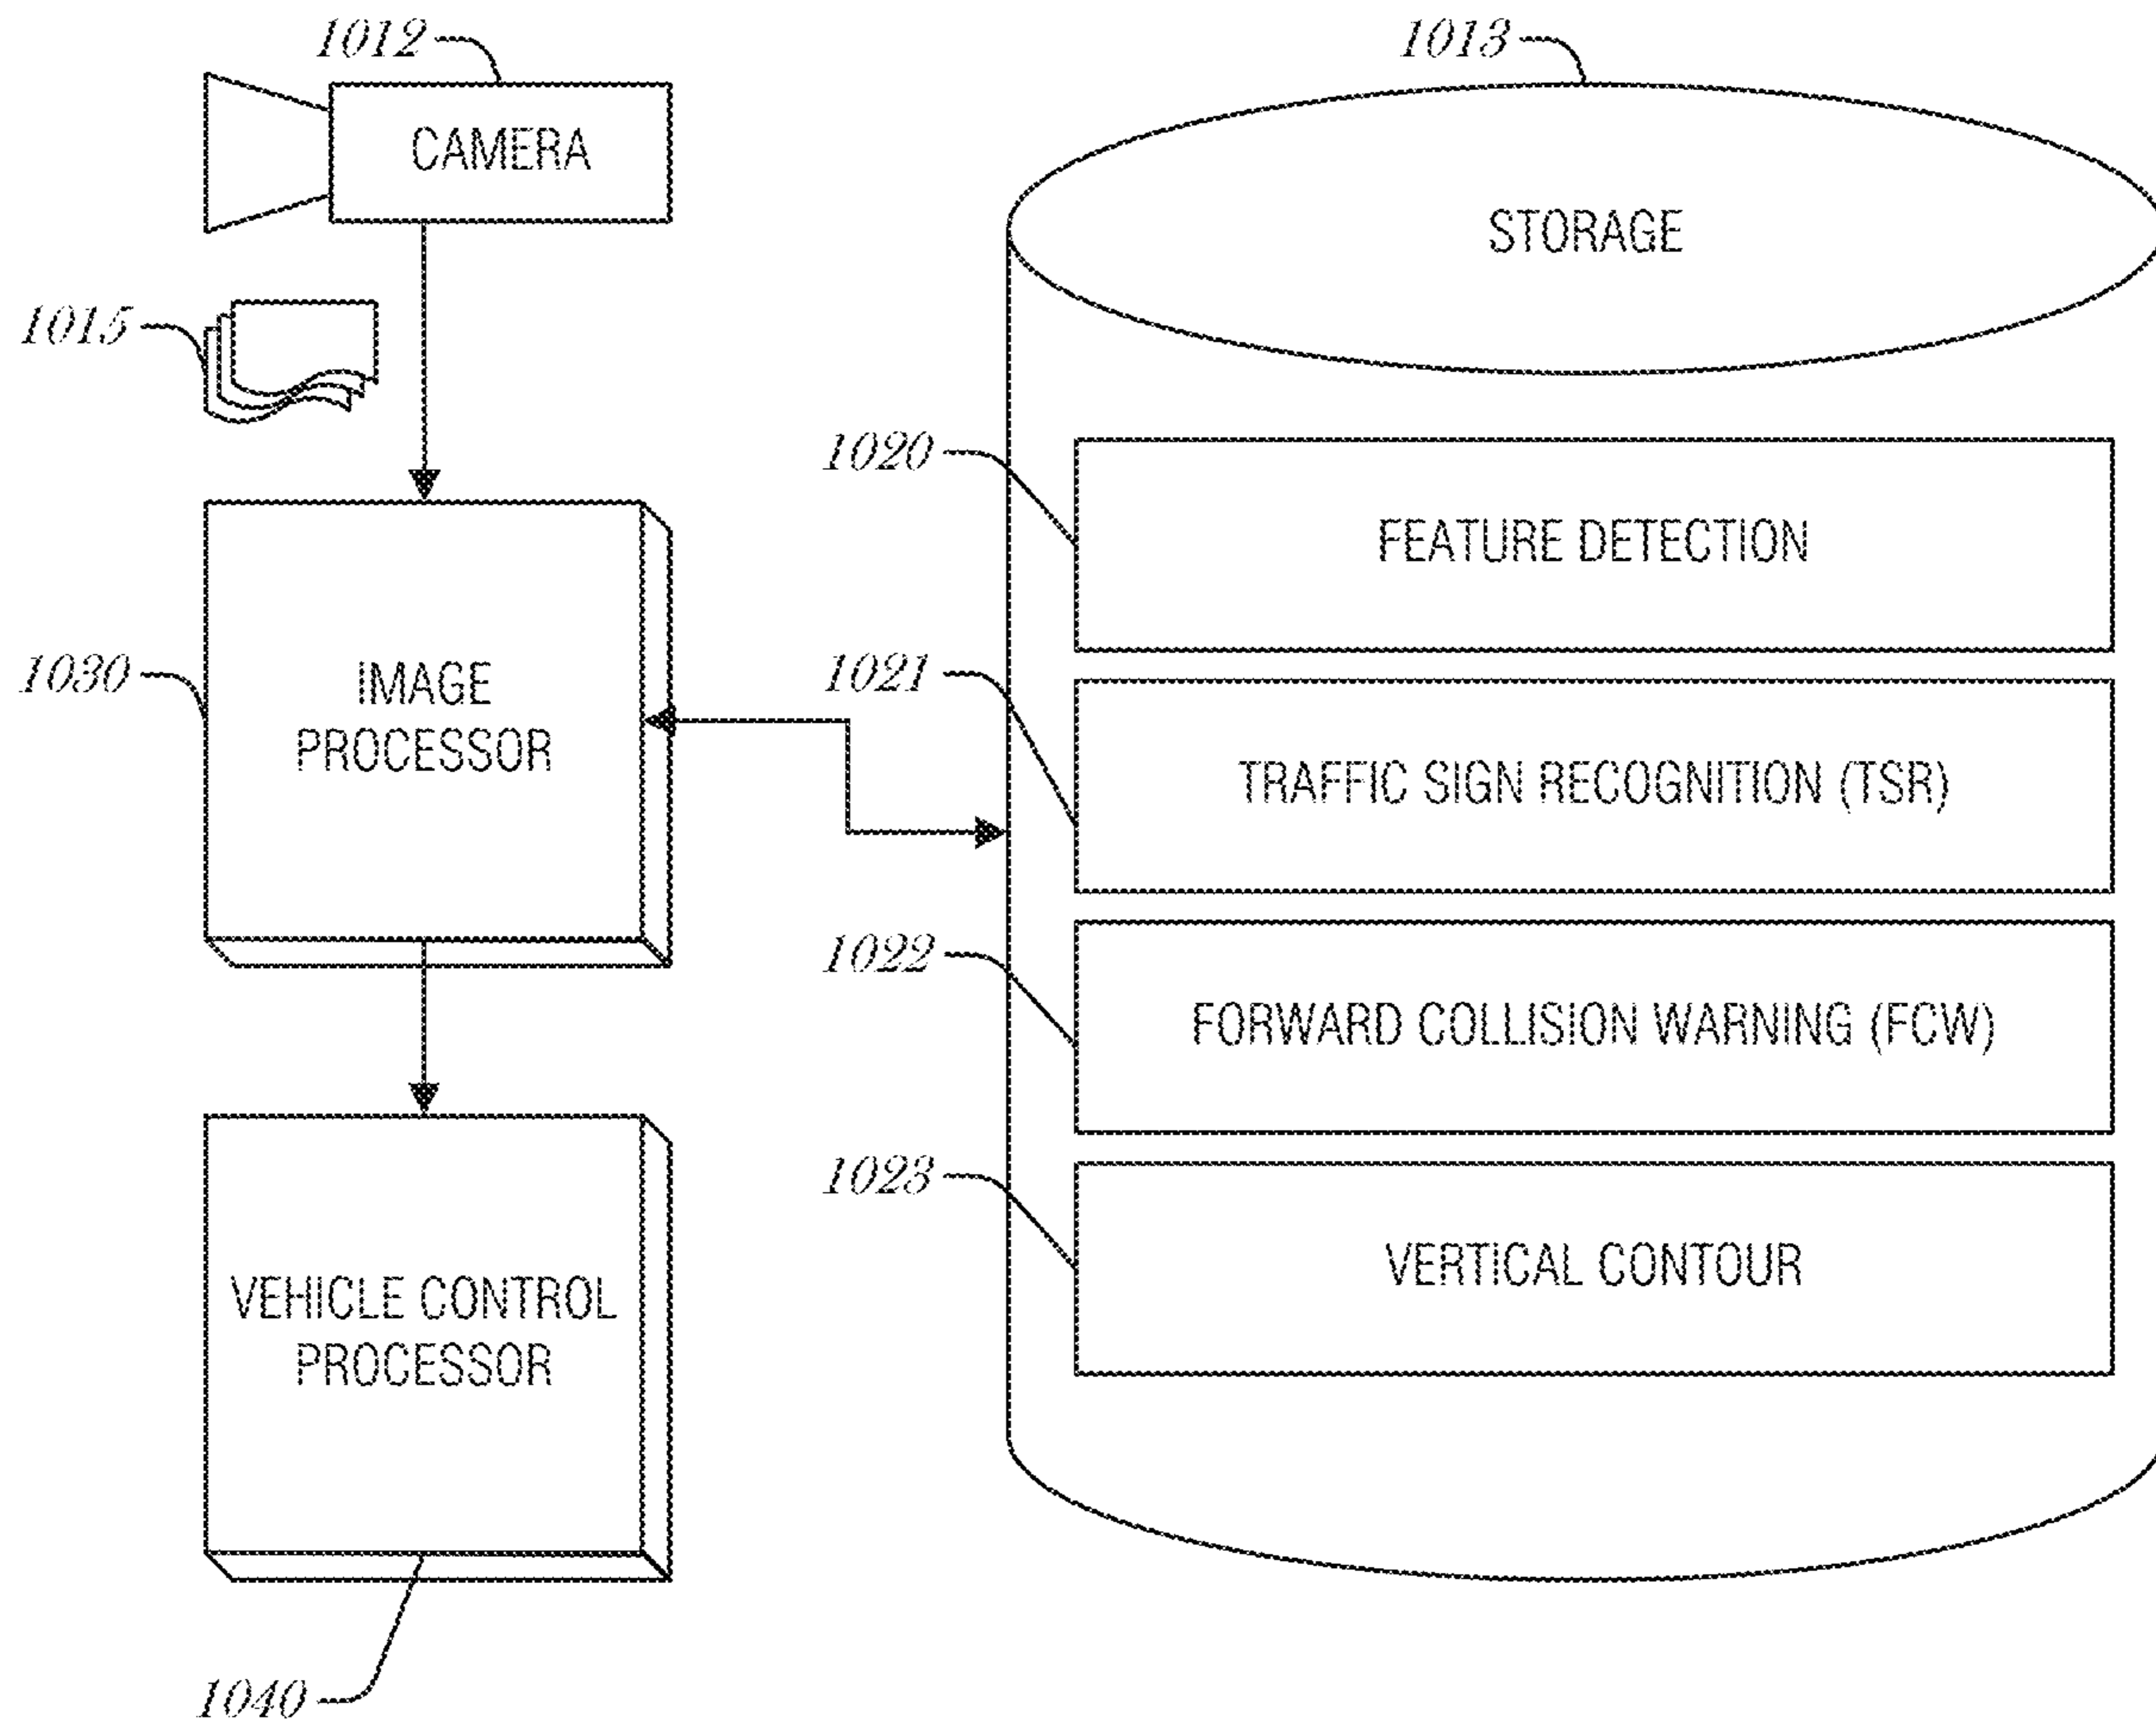 1012
CAMERA
1013
STORAGE
1015
1020
FEATURE DETECTION
1030
IMAGE
PROCESSOR
1021
TRAFFIC SIGN RECOGNITION (TSR)
1022
FORWARD COLLISION WARNING (FCW)
1023
VERTICAL CONTOUR
VEHICLE CONTROL
PROCESSOR
1040